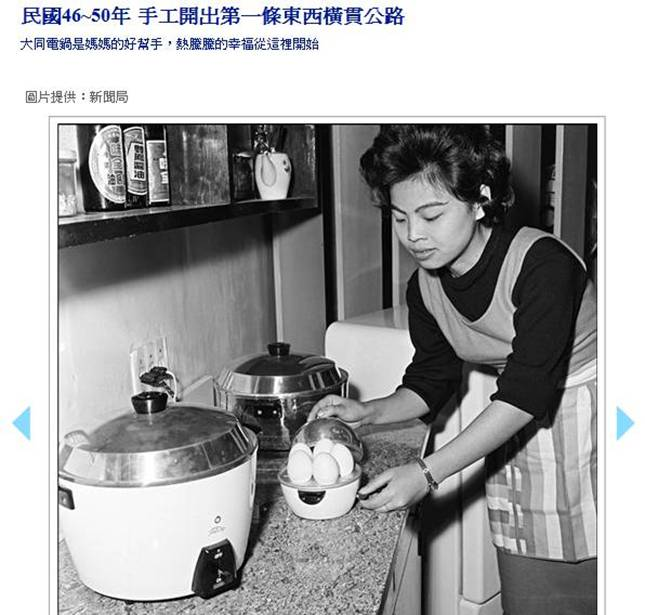 民國46~50年 手工開出第一條東西橫貫公路
大同電鍋是媽媽的好幫手，熱騰騰的幸福從這裡開始
圖片提供：新聞局